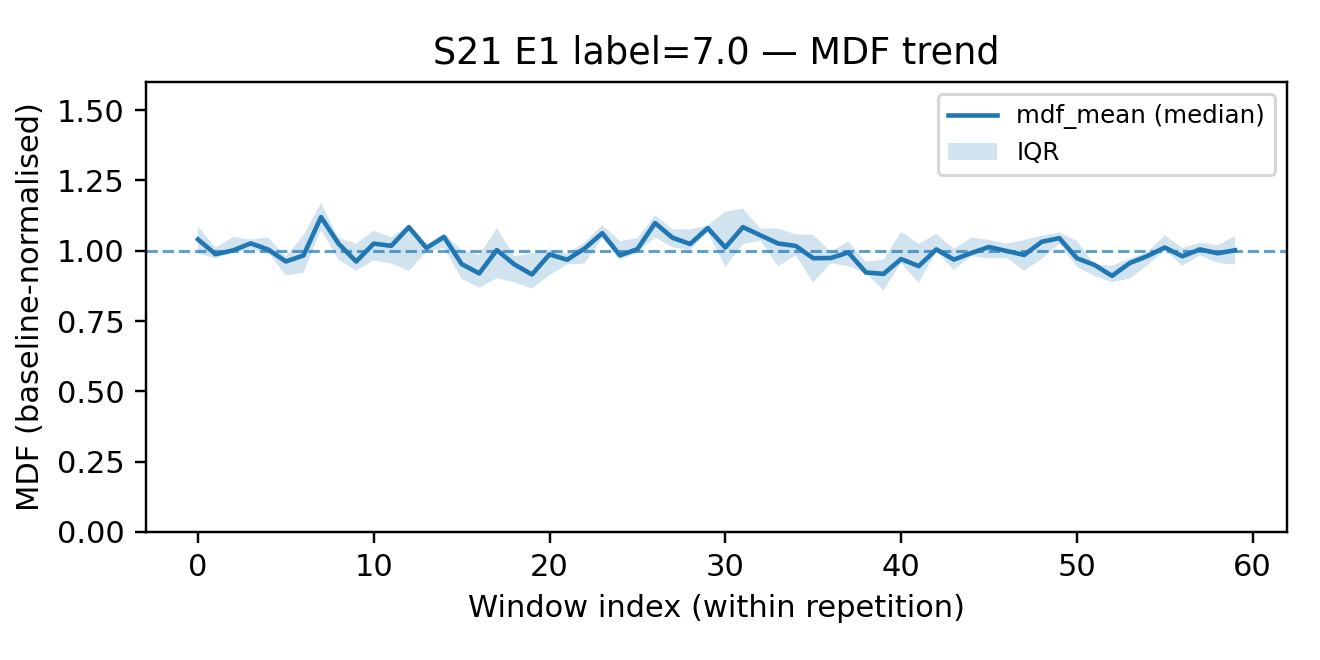 S21 E1 label=7.0 — MDF trend
MDF (baseline-normalised)
1.50
1.25
1.00
0.75
0.50
0.25
0.00
mdf_mean (median)
IQR
0 10 20 30 40 50 60
Window index (within repetition)